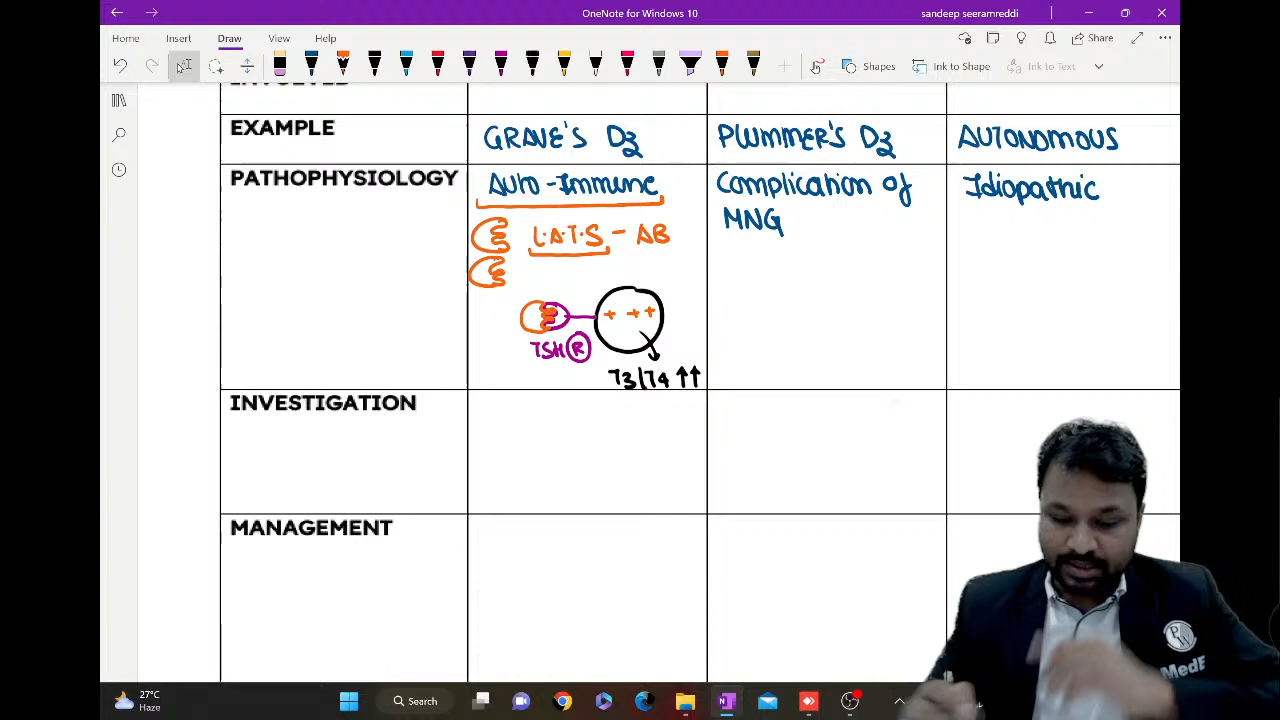 OneNote for Windows 10
sandeep seeramreddi
Home Insert Draw View Help
Share
Shapes
Ink to Shape
Ink to Text
EXAMPLE
GRAVE'S Dz
PLUMMER'S Dz
AUTONOMOUS
PATHOPHYSIOLOGY
Auto-Immune
L.A.T.S - AB
+ + +
TSH R
T3/T4 ↑↑
Complication of
MNG
Idiopathic
INVESTIGATION
MANAGEMENT
PW
MedE
27°C
Haze
Search